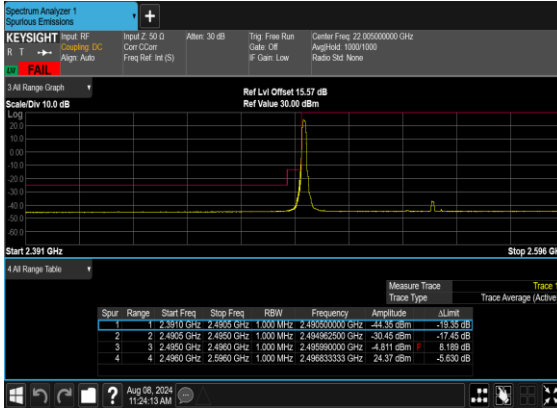 Spectrum Analyzer 1
Spurious Emissions
+
KEYSIGHT Input: RF Input Z: 50 Ω Atten: 30 dB Trig: Free Run Center Freq: 22.005000000 GHz
R T Coupling: DC Corr CCorr Gate: Off Avg|Hold: 1000/1000
Align: Auto Freq Ref: Int (S) IF Gain: Low Radio Std: None
FAIL
3 All Range Graph
Ref Lvl Offset 15.57 dB
Scale/Div 10.0 dB Ref Value 30.00 dBm
Log
20.0
10.0
0.00
-10.0
-20.0
-30.0
-40.0
-50.0
-60.0
Start 2.391 GHz Stop 2.596 GH
4 All Range Table
Measure Trace Trace 1
Trace Type Trace Average (Active
Spur Range Start Freq Stop Freq RBW Frequency Amplitude ΔLimit
1 1 2.3910 GHz 2.4905 GHz 1.000 MHz 2.490500000 GHz -44.35 dBm -19.35 dB
2 2 2.4905 GHz 2.4950 GHz 1.000 MHz 2.494962500 GHz -30.45 dBm -17.45 dB
3 3 2.4950 GHz 2.4960 GHz 1.000 MHz 2.495990000 GHz -4.811 dBm F 8.189 dB
4 4 2.4960 GHz 2.5960 GHz 1.000 MHz 2.496833333 GHz 24.37 dBm -5.630 dB
? Aug 08, 2024
11:24:13 AM